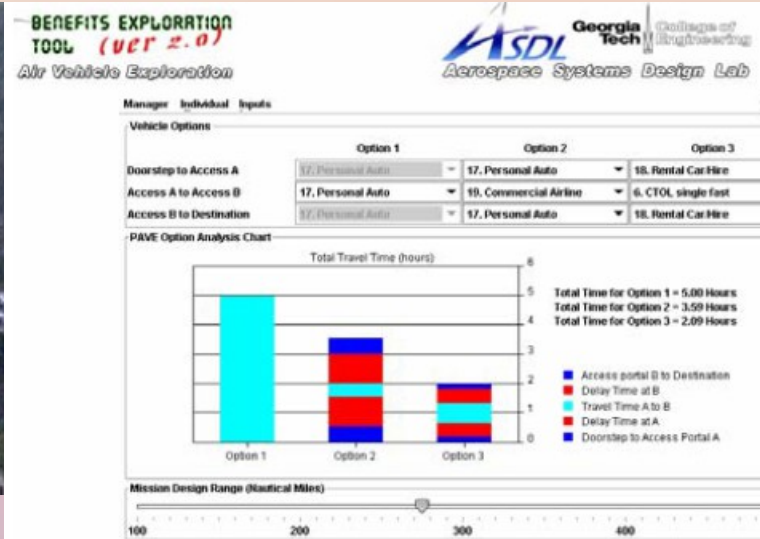 BENEFITS EXPLORATION
TOOL (ver 2.0)
Air Vehicle Exploration
ASDL
Georgia Tech College of Engineering
Aerospace Systems Design Lab
Manager Individual Inputs
Vehicle Options
Option 1 Option 2 Option 3
Doorstep to Access A 17. Personal Auto 17. Personal Auto 18. Rental Car Hire
Access A to Access B 17. Personal Auto 19. Commercial Airline 6. CTOL single fast
Access B to Destination 17. Personal Auto 17. Personal Auto 18. Rental Car Hire
PAVE Option Analysis Chart
Total Travel Time (hours)
6
5
4
3
2
1
0
Option 1 Option 2 Option 3
Total Time for Option 1 = 5.00 Hours
Total Time for Option 2 = 3.59 Hours
Total Time for Option 3 = 2.09 Hours
Access portal B to Destination
Delay Time at B
Travel Time A to B
Delay Time at A
Doorstep to Access Portal A
Mission Design Range (Nautical Miles)
100 200 300 400